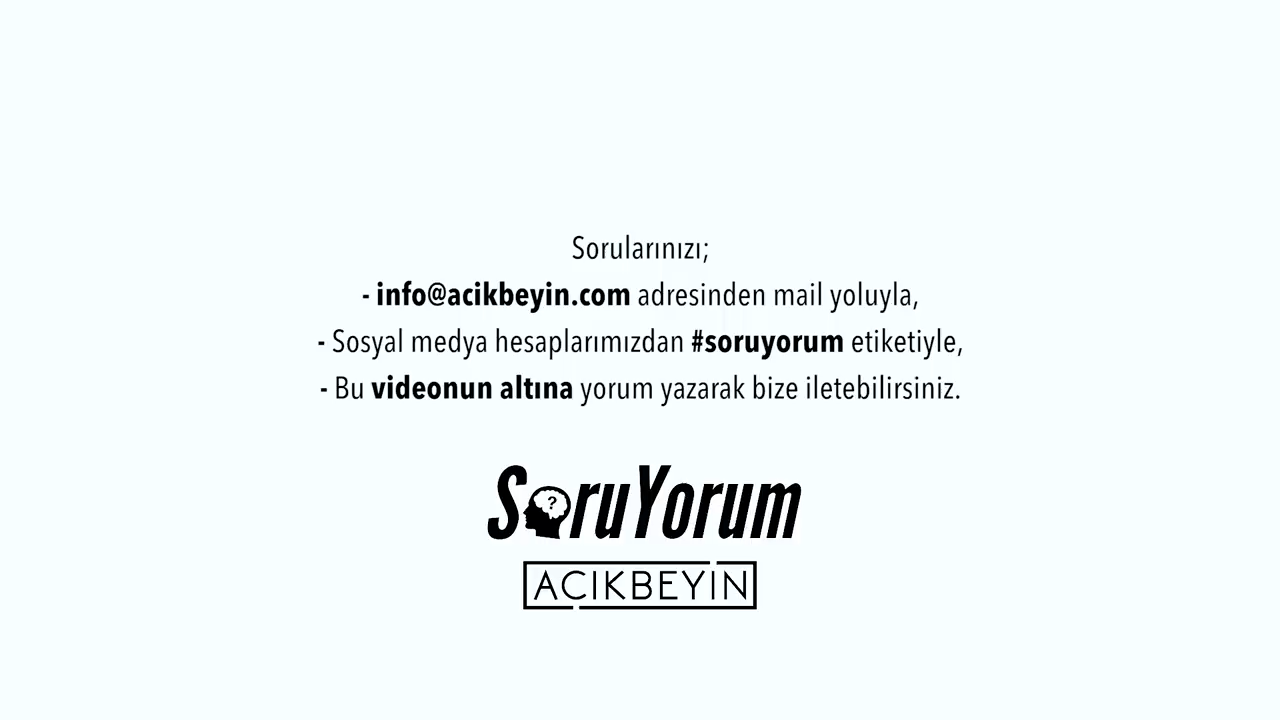 Sorularınızı;
- info@acikbeyin.com adresinden mail yoluyla,
- Sosyal medya hesaplarımızdan #soruyorum etiketiyle,
- Bu videonun altına yorum yazarak bize iletebilirsiniz.
SoruYorum
AÇIKBEYİN